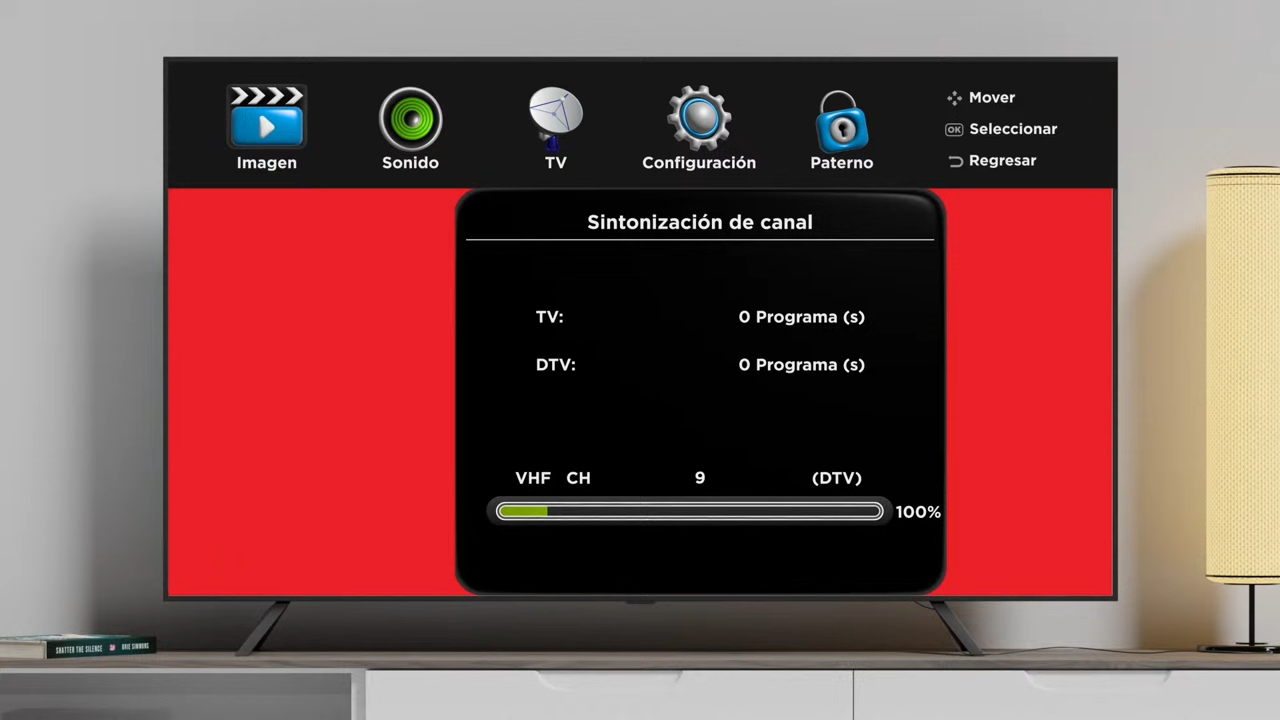 Imagen
Sonido
TV
Configuración
Paterno
Mover
OK Seleccionar
Regresar
Sintonización de canal
TV: 0 Programa (s)
DTV: 0 Programa (s)
VHF CH 9 (DTV)
100%
SHATTER THE SILENCE ORIE SIMMONS